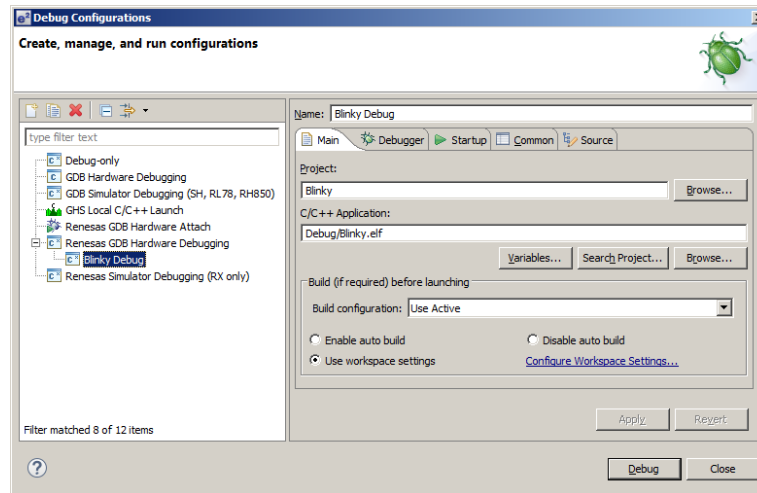 e² Debug Configurations
Create, manage, and run configurations
type filter text
Debug-only
GDB Hardware Debugging
GDB Simulator Debugging (SH, RL78, RH850)
GHS Local C/C++ Launch
Renesas GDB Hardware Attach
Renesas GDB Hardware Debugging
Blinky Debug
Renesas Simulator Debugging (RX only)
Filter matched 8 of 12 items
Name: Blinky Debug
Main Debugger Startup Common Source
Project:
Blinky Browse...
C/C++ Application:
Debug/Blinky.elf
Variables... Search Project... Browse...
Build (if required) before launching
Build configuration: Use Active
Enable auto build Disable auto build
Use workspace settings Configure Workspace Settings...
Apply Revert
? Debug Close